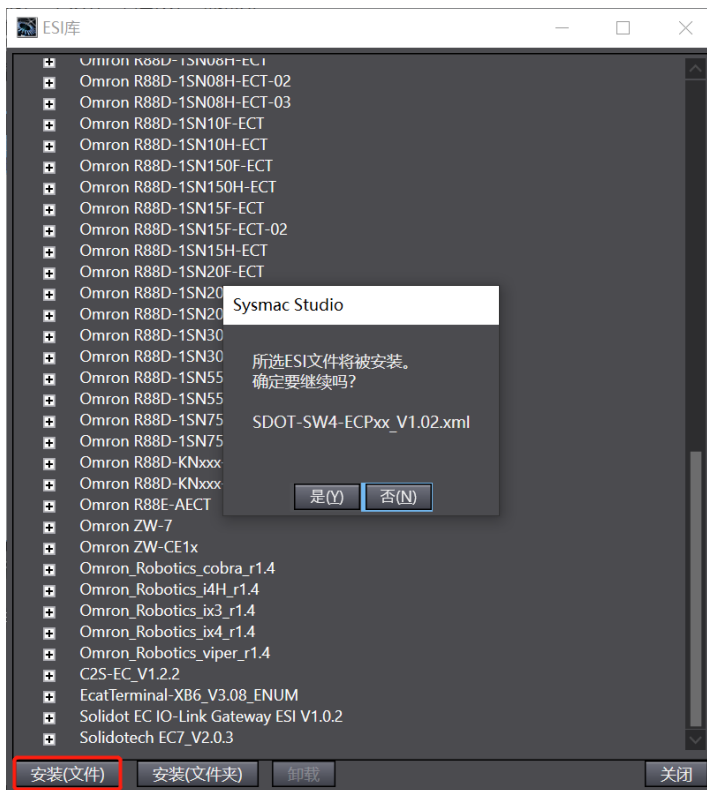 ESI库
Omron R88D-1SN08H-ECT
Omron R88D-1SN08H-ECT-02
Omron R88D-1SN08H-ECT-03
Omron R88D-1SN10F-ECT
Omron R88D-1SN10H-ECT
Omron R88D-1SN150F-ECT
Omron R88D-1SN150H-ECT
Omron R88D-1SN15F-ECT
Omron R88D-1SN15F-ECT-02
Omron R88D-1SN15H-ECT
Omron R88D-1SN20F-ECT
Omron R88D-1SN20
Omron R88D-1SN20
Omron R88D-1SN30
Omron R88D-1SN30
Omron R88D-1SN55
Omron R88D-1SN55
Omron R88D-1SN75
Omron R88D-1SN75
Omron R88D-KNxxx
Omron R88D-KNxxx
Omron R88E-AECT
Omron ZW-7
Omron ZW-CE1x
Omron_Robotics_cobra_r1.4
Omron_Robotics_i4H_r1.4
Omron_Robotics_ix3_r1.4
Omron_Robotics_ix4_r1.4
Omron_Robotics_viper_r1.4
C2S-EC_V1.2.2
EcatTerminal-XB6_V3.08_ENUM
Solidot EC IO-Link Gateway ESI V1.0.2
Solidotech EC7_V2.0.3
Sysmac Studio
所选ESI文件将被安装。
确定要继续吗?
SDOT-SW4-ECPxx_V1.02.xml
是(Y) 否(N)
安装(文件) 安装(文件夹) 卸载 关闭